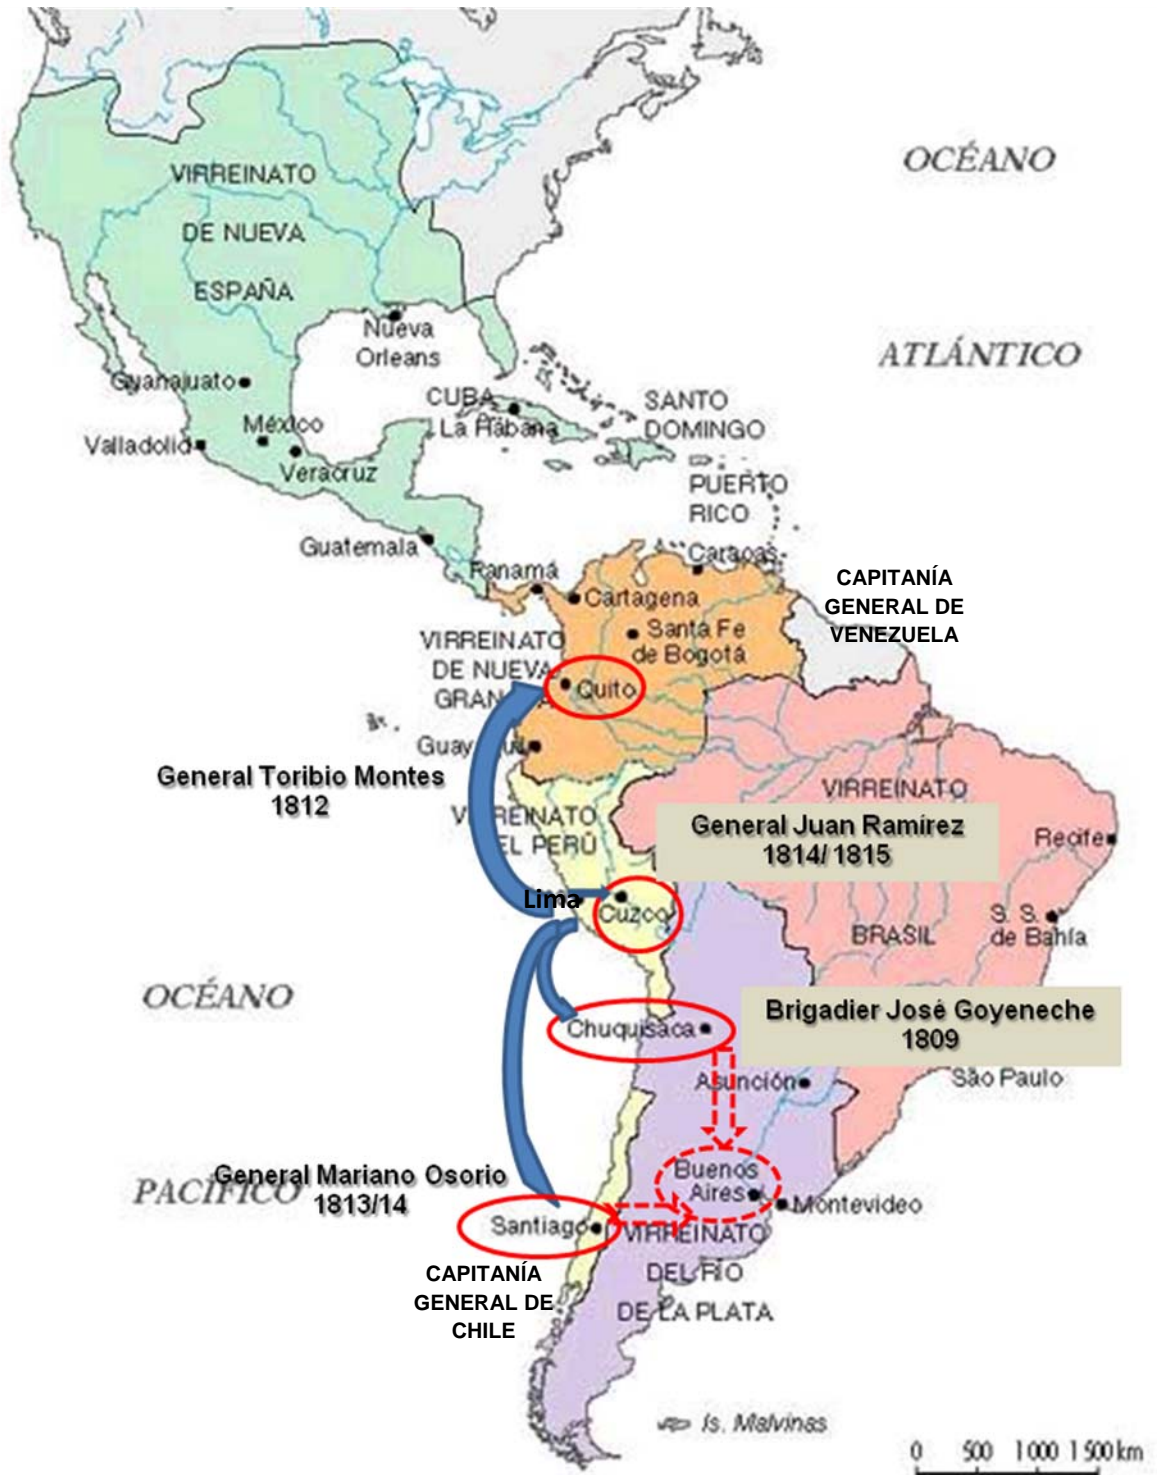 OCÉANO
VIRREINATO
DE NUEVA
ESPAÑA
ATLÁNTICO
Nueva
Orleans
Guanajuato
CUBA
La Habana
SANTO
DOMINGO
México
Valladolid
Veracruz
PUERTO
RICO
Guatemala
Panamá
Caracas
Cartagena
CAPITANÍA
GENERAL DE
VENEZUELA
Santa Fe
de Bogotá
VIRREINATO
DE NUEVA
Quito
General Toribio Montes
1812
VIRREINATO
General Juan Ramírez
1814/ 1815
Recife
EL PERÚ
Lima
Cuzco
S. S.
de Bahía
BRASIL
OCÉANO
Brigadier José Goyeneche
1809
Chuquisaca
Asunción
São Paulo
General Mariano Osorio
1813/14
PACÍFICO
Buenos
Aires
Montevideo
Santiago
VIRREINATO
DEL RÍO
DE LA PLATA
CAPITANÍA
GENERAL DE
CHILE
Is. Malvinas
0 500 1000 1500 km